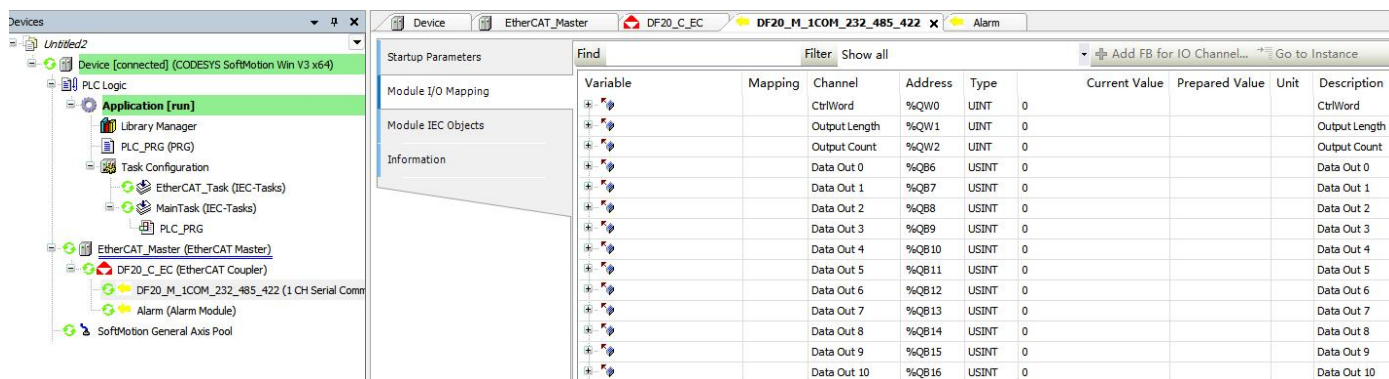 Devices
Untitled2
Device [connected] (CODESYS SoftMotion Win V3 x64)
PLC Logic
Application [run]
Library Manager
PLC_PRG (PRG)
Task Configuration
EtherCAT_Task (IEC-Tasks)
MainTask (IEC-Tasks)
PLC_PRG
EtherCAT_Master (EtherCAT Master)
DF20_C_EC (EtherCAT Coupler)
DF20_M_1COM_232_485_422 (1 CH Serial Comm
Alarm (Alarm Module)
SoftMotion General Axis Pool
Device EtherCAT_Master DF20_C_EC DF20_M_1COM_232_485_422 x Alarm
Startup Parameters
Module I/O Mapping
Module IEC Objects
Information
Find Filter Show all Add FB for IO Channel... Go to Instance
Variable Mapping Channel Address Type Current Value Prepared Value Unit Description
CtrlWord %QW0 UINT 0 CtrlWord
Output Length %QW1 UINT 0 Output Length
Output Count %QW2 UINT 0 Output Count
Data Out 0 %QB6 USINT 0 Data Out 0
Data Out 1 %QB7 USINT 0 Data Out 1
Data Out 2 %QB8 USINT 0 Data Out 2
Data Out 3 %QB9 USINT 0 Data Out 3
Data Out 4 %QB10 USINT 0 Data Out 4
Data Out 5 %QB11 USINT 0 Data Out 5
Data Out 6 %QB12 USINT 0 Data Out 6
Data Out 7 %QB13 USINT 0 Data Out 7
Data Out 8 %QB14 USINT 0 Data Out 8
Data Out 9 %QB15 USINT 0 Data Out 9
Data Out 10 %QB16 USINT 0 Data Out 10